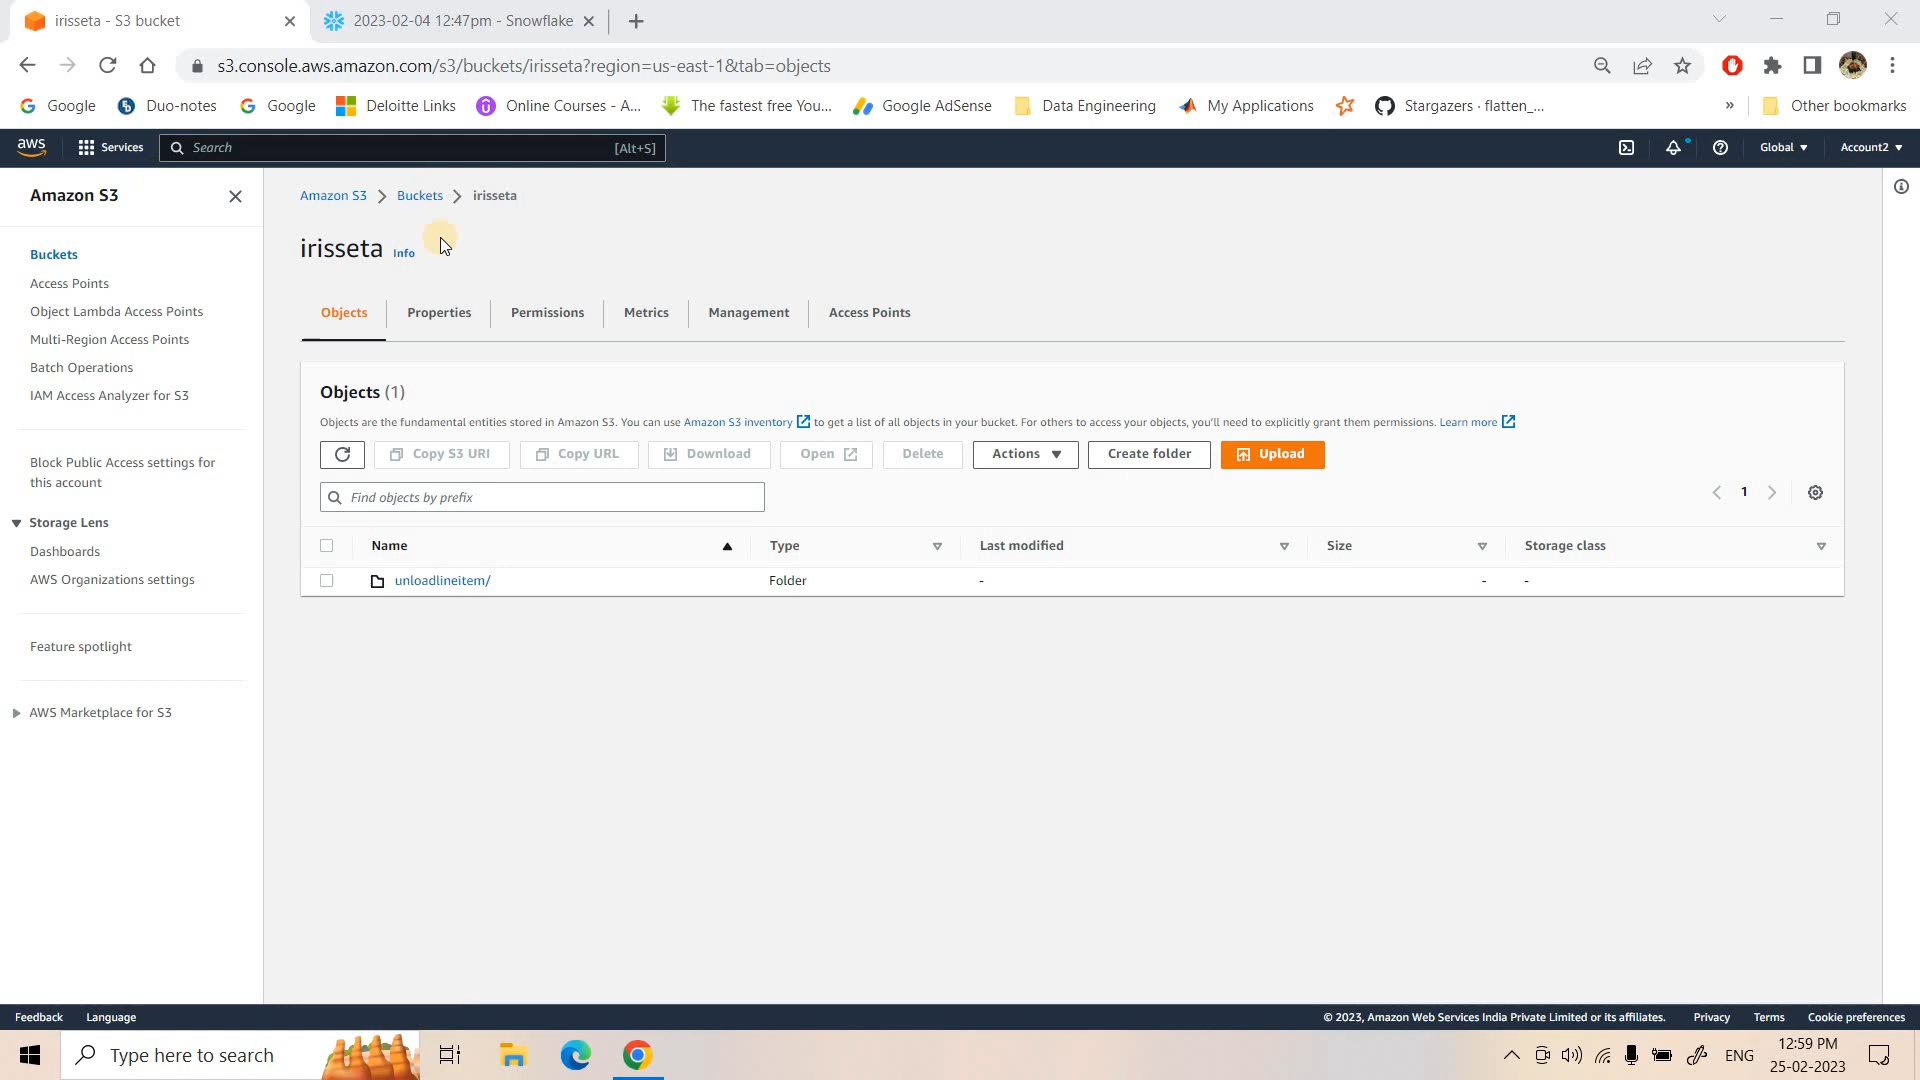 irisseta - S3 bucket
2023-02-04 12:47pm - Snowflake
s3.console.aws.amazon.com/s3/buckets/irisseta?region=us-east-1&tab=objects
Google
Duo-notes
Google
Deloitte Links
Online Courses - A...
The fastest free You...
Google AdSense
Data Engineering
My Applications
Stargazers · flatten_...
»
Other bookmarks
aws
Services
Search
[Alt+S]
Global
Account2
Amazon S3
Buckets
Access Points
Object Lambda Access Points
Multi-Region Access Points
Batch Operations
IAM Access Analyzer for S3
Block Public Access settings for
this account
Storage Lens
Dashboards
AWS Organizations settings
Feature spotlight
AWS Marketplace for S3
Amazon S3 > Buckets > irisseta
irisseta Info
Objects
Properties
Permissions
Metrics
Management
Access Points
Objects (1)
Objects are the fundamental entities stored in Amazon S3. You can use Amazon S3 inventory to get a list of all objects in your bucket. For others to access your objects, you'll need to explicitly grant them permissions. Learn more
Copy S3 URI
Copy URL
Download
Open
Delete
Actions
Create folder
Upload
Find objects by prefix
1
Name Type Last modified Size Storage class
unloadlineitem/ Folder - - -
Feedback
Language
© 2023, Amazon Web Services India Private Limited or its affiliates.
Privacy
Terms
Cookie preferences
Type here to search
ENG
12:59 PM
25-02-2023